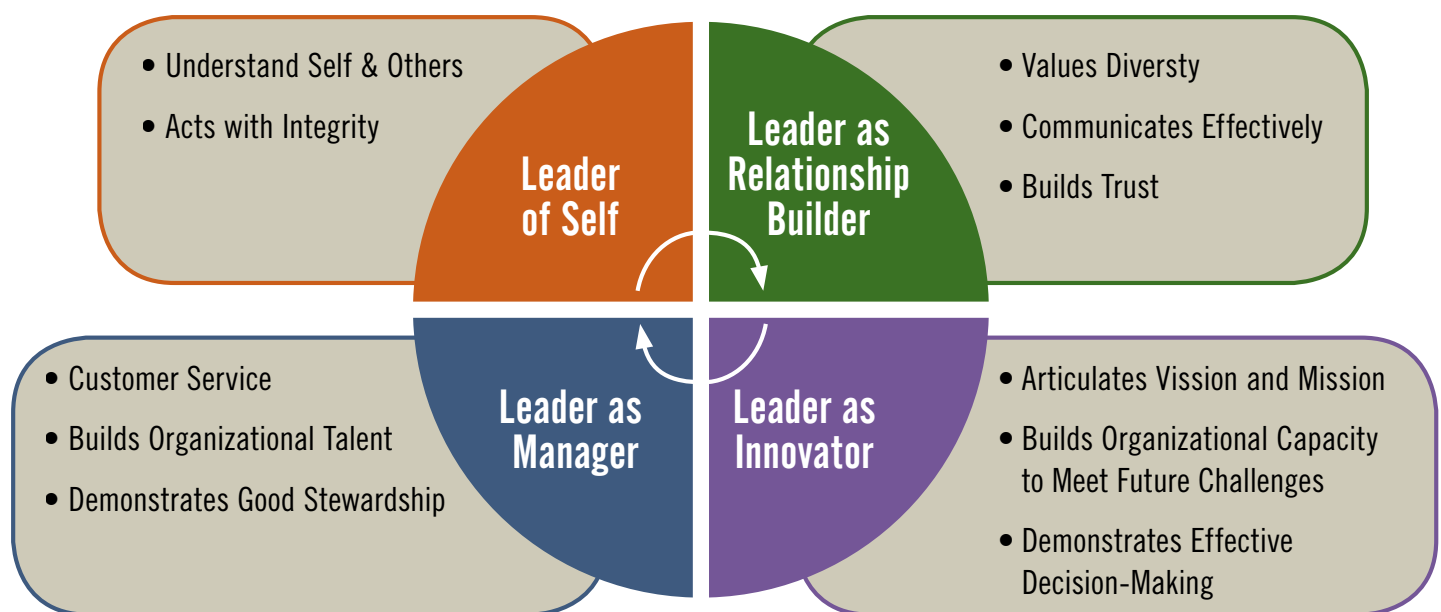 • Understand Self & Others
• Acts with Integrity
Leader
of Self
Leader as
Relationship
Builder
• Values Diversty
• Communicates Effectively
• Builds Trust
• Customer Service
• Builds Organizational Talent
• Demonstrates Good Stewardship
Leader as
Manager
Leader as
Innovator
• Articulates Vission and Mission
• Builds Organizational Capacity
to Meet Future Challenges
• Demonstrates Effective
Decision-Making